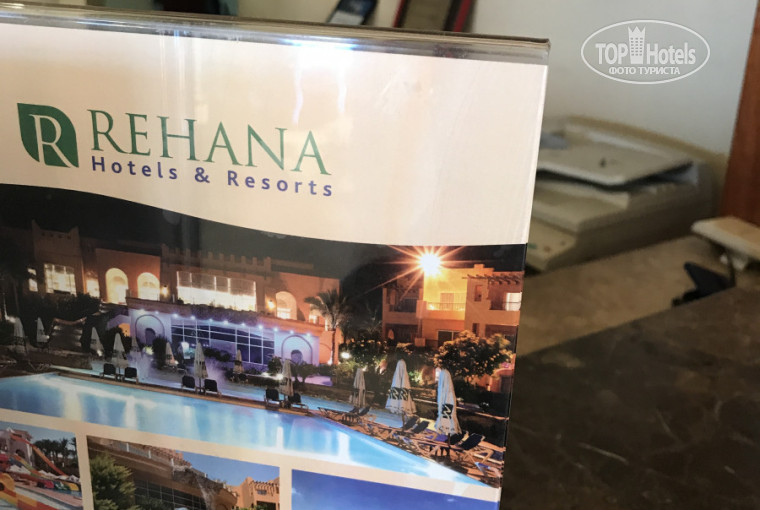 TOP Hotels
ФОТО ТУРИСТА
R REHANA
Hotels & Resorts